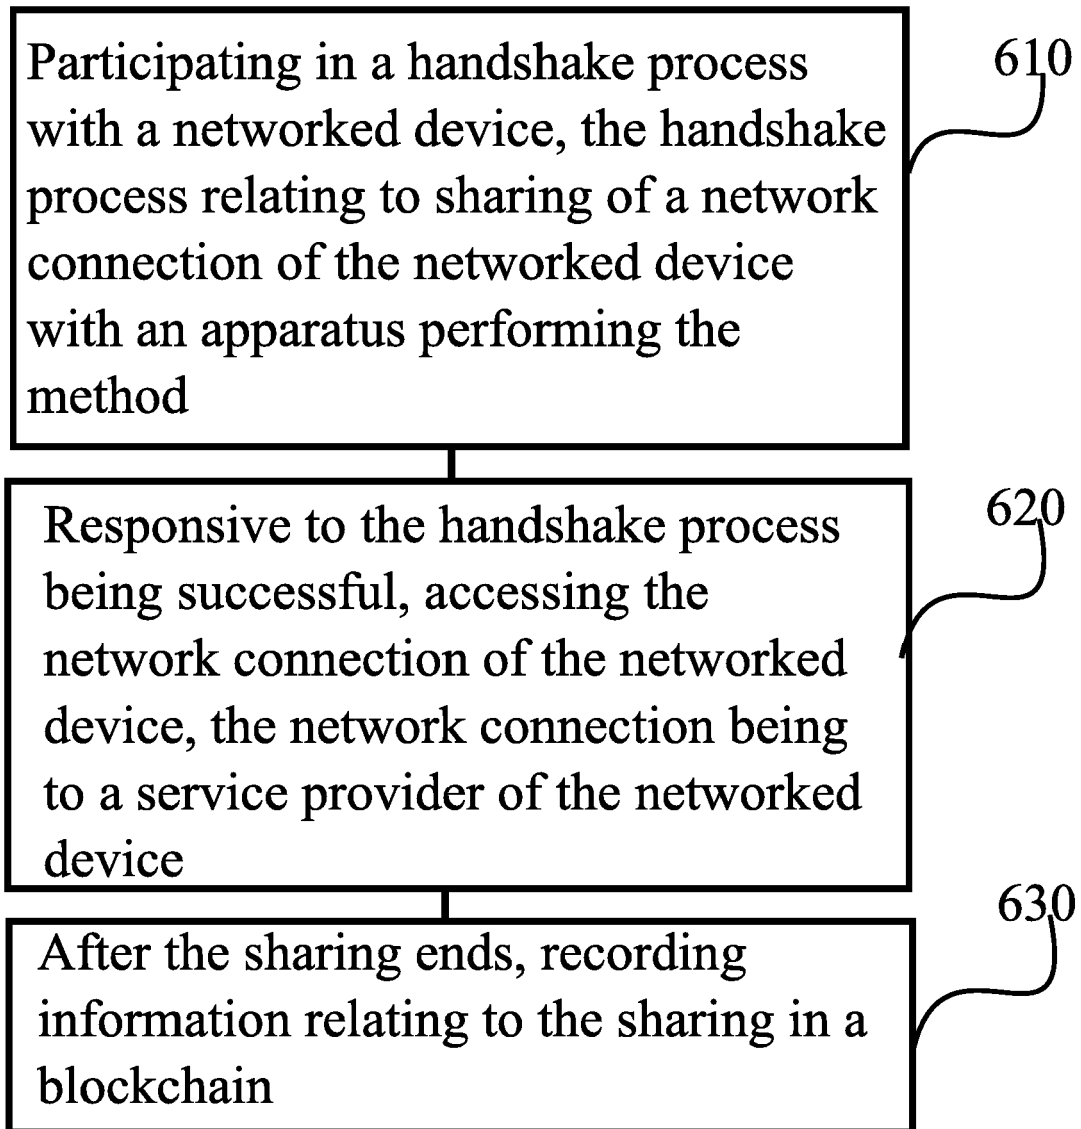 Participating in a handshake process
with a networked device, the handshake
process relating to sharing of a network
connection of the networked device
with an apparatus performing the
method
610
Responsive to the handshake process
being successful, accessing the
network connection of the networked
device, the network connection being
to a service provider of the networked
device
620
After the sharing ends, recording
information relating to the sharing in a
blockchain
630